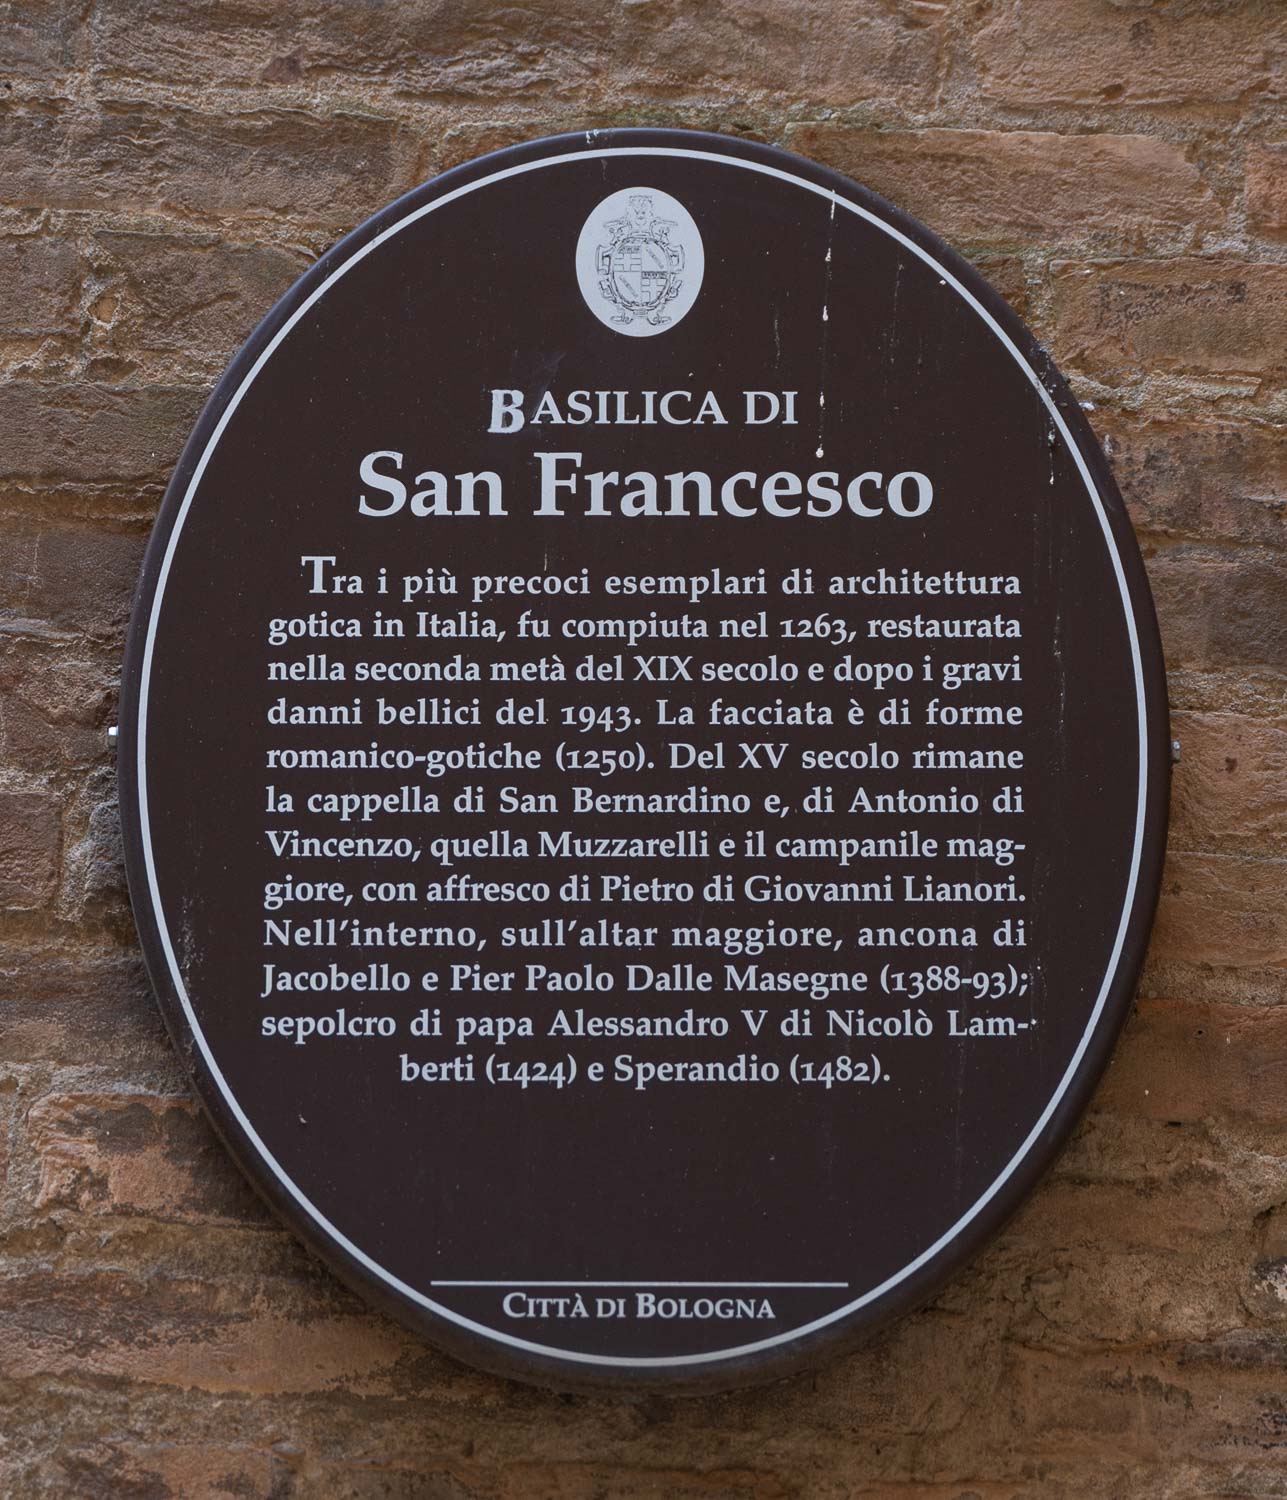 BASILICA DI
San Francesco
Tra i più precoci esemplari di architettura
gotica in Italia, fu compiuta nel 1263, restaurata
nella seconda metà del XIX secolo e dopo i gravi
danni bellici del 1943. La facciata è di forme
romanico-gotiche (1250). Del XV secolo rimane
la cappella di San Bernardino e, di Antonio di
Vincenzo, quella Muzzarelli e il campanile mag-
giore, con affresco di Pietro di Giovanni Lianori.
Nell'interno, sull'altar maggiore, ancona di
Jacobello e Pier Paolo Dalle Masegne (1388-93);
sepolcro di papa Alessandro V di Nicolò Lam-
berti (1424) e Sperandio (1482).
CITTÀ DI BOLOGNA